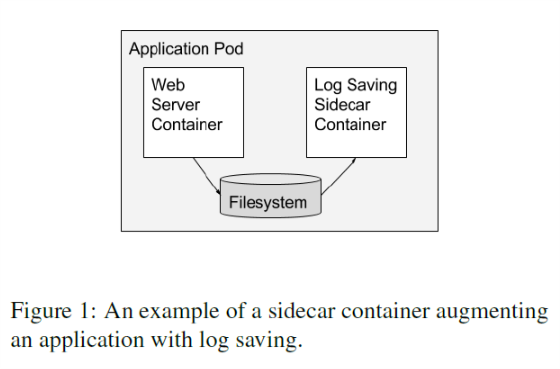 Application Pod
Web
Server
Container
Log Saving
Sidecar
Container
Filesystem
Figure 1: An example of a sidecar container augmenting
an application with log saving.